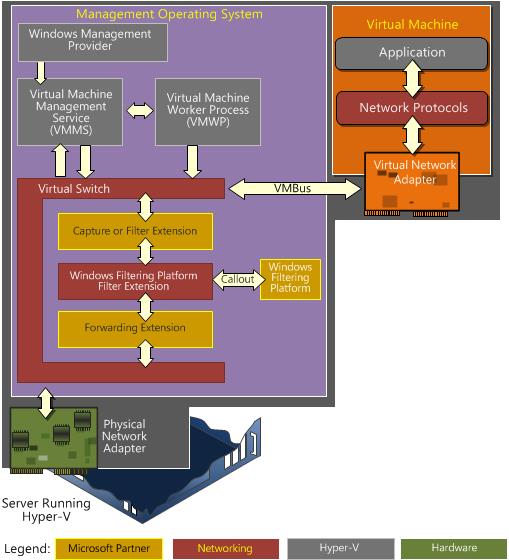 Management Operating System
Windows Management
Provider
Virtual Machine
Management
Service
(VMMS)
Virtual Machine
Worker Process
(VMWP)
Virtual Switch
Capture or Filter Extension
Windows Filtering Platform
Filter Extension
Callout
Windows
Filtering
Platform
Forwarding Extension
VMBus
Virtual Machine
Application
Network Protocols
Virtual Network
Adapter
Physical
Network
Adapter
Server Running
Hyper-V
Legend:
Microsoft Partner
Networking
Hyper-V
Hardware